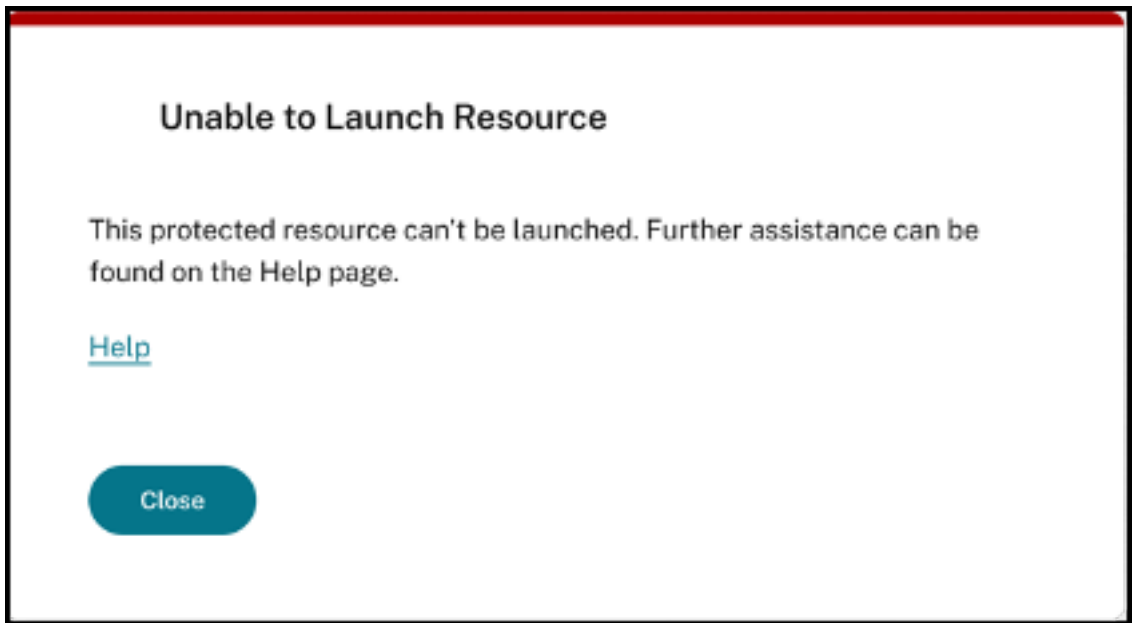 Unable to Launch Resource
This protected resource can't be launched. Further assistance can be
found on the Help page.
Help
Close